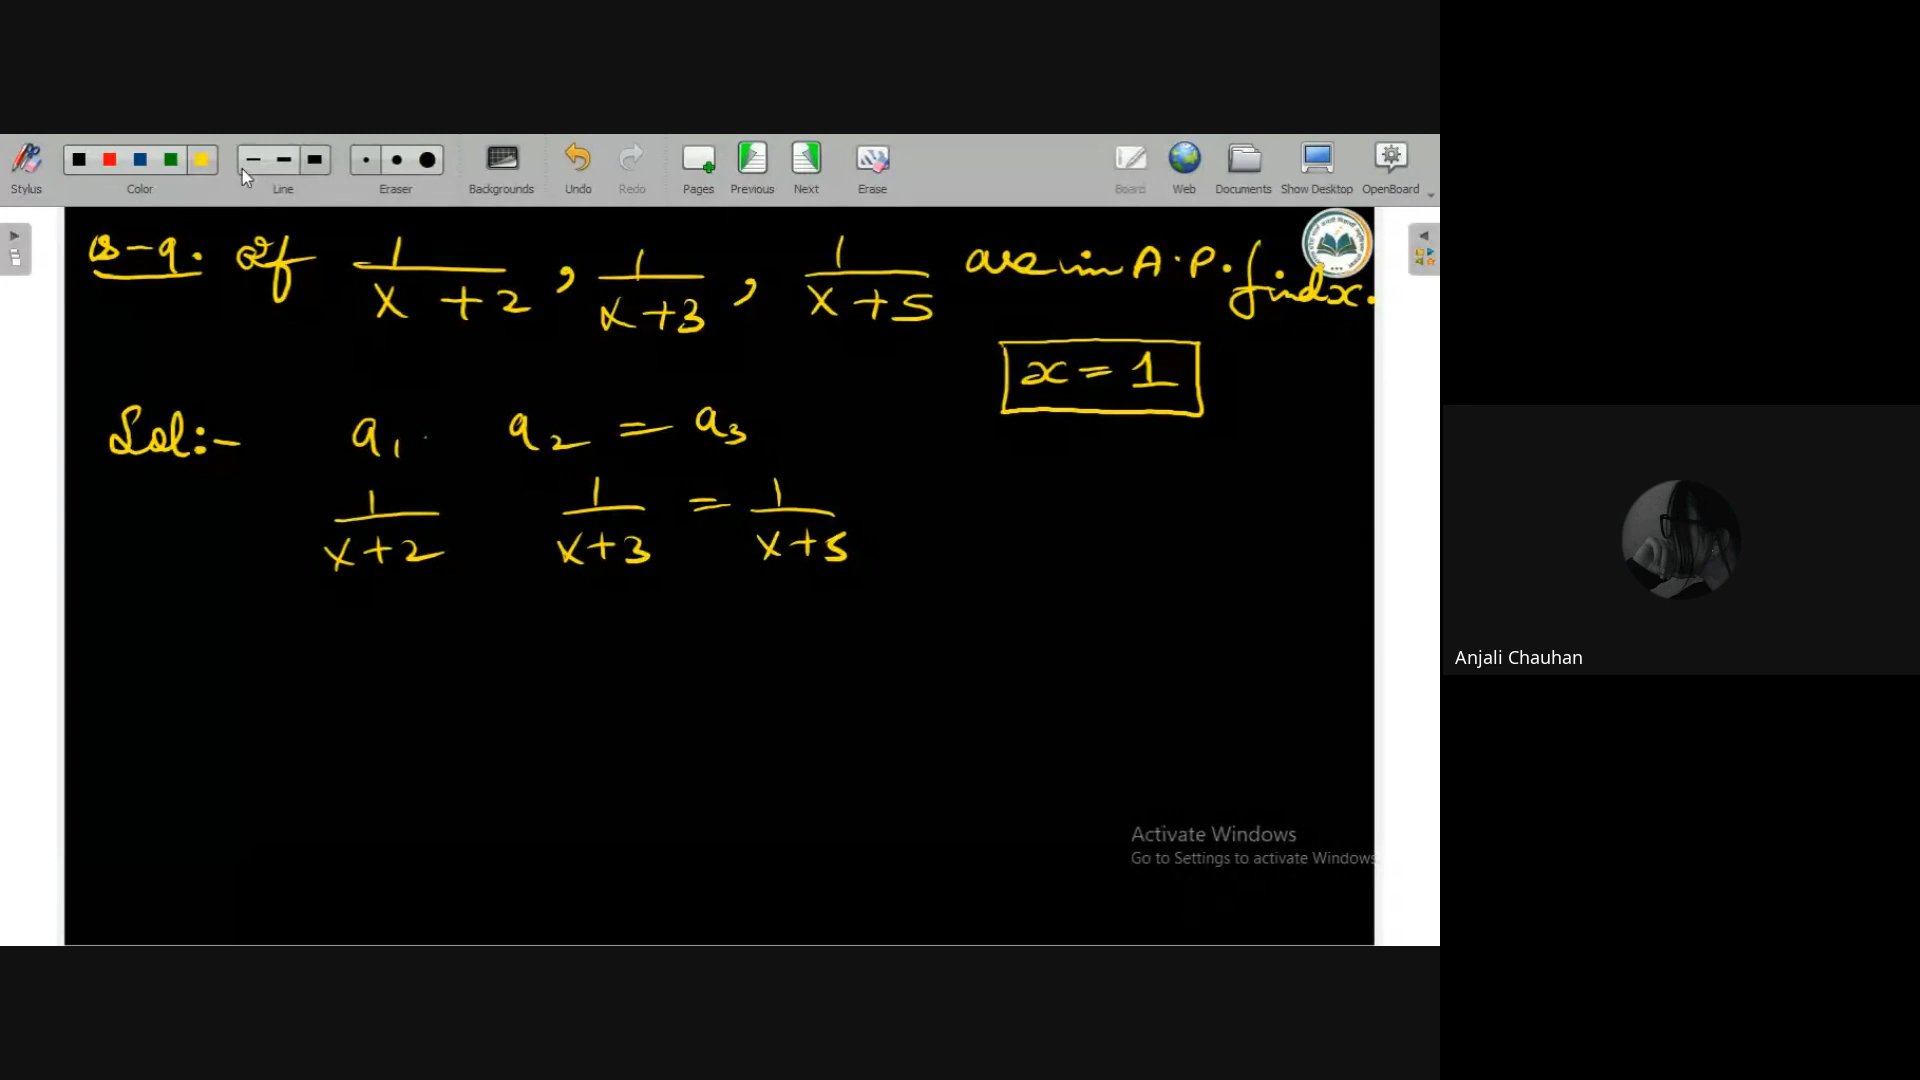 Stylus Color Line Eraser Backgrounds Undo Redo Pages Previous Next Erase Board Web Documents Show Desktop OpenBoard
Q-9. If 1/(x+2), 1/(x+3), 1/(x+5) are in A.P. find x.
x = 1
Sol:- a₁ a₂ = a₃
1/(x+2) 1/(x+3) = 1/(x+5)
Anjali Chauhan
Activate Windows
Go to Settings to activate Windows.